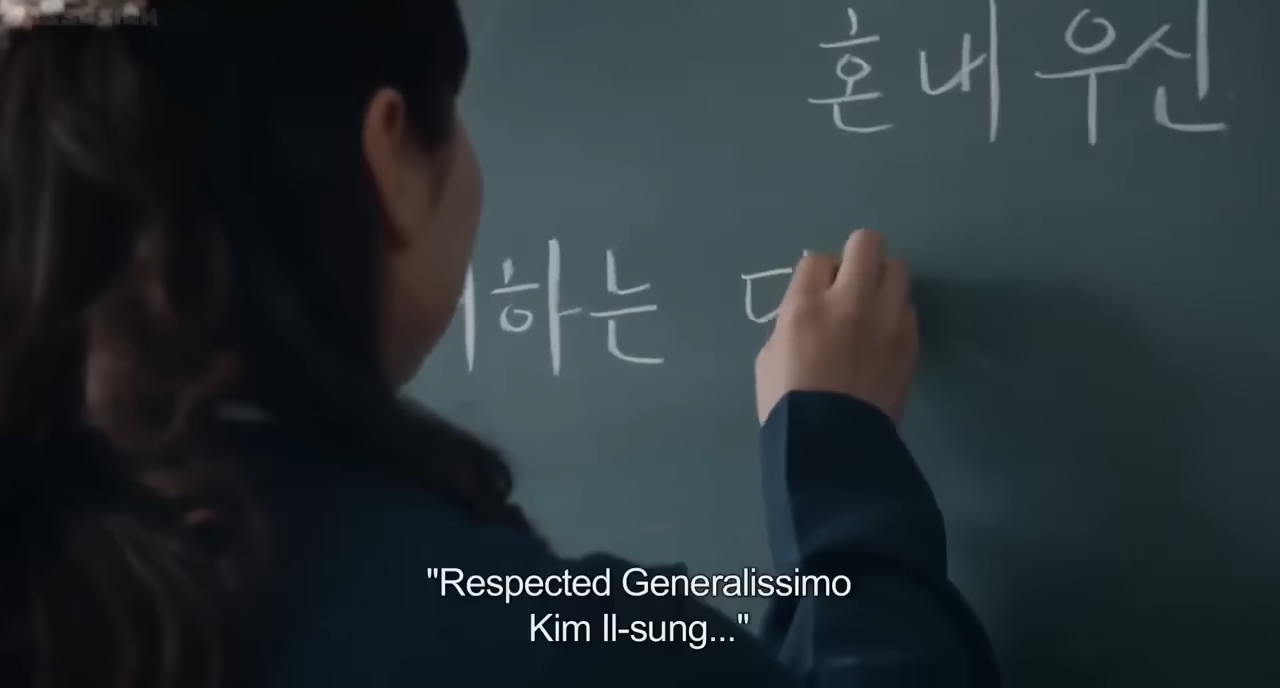 혼내 우신
하는
"Respected Generalissimo
Kim Il-sung..."